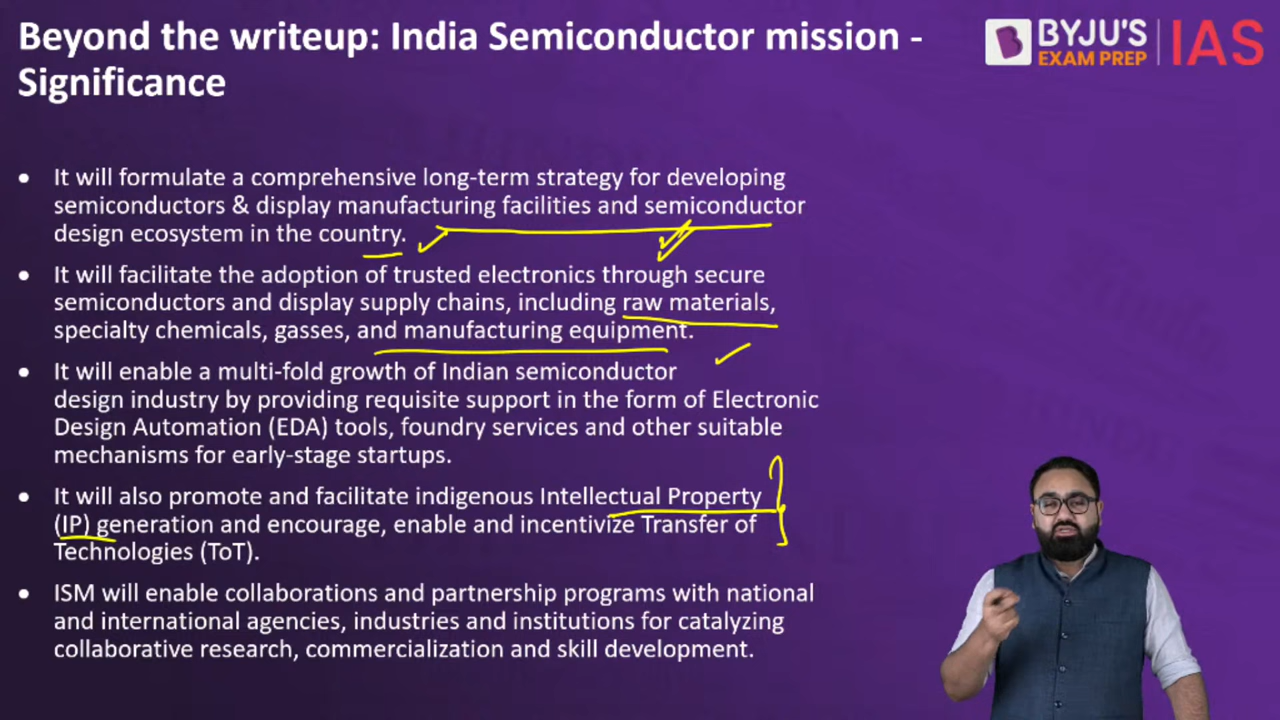 Beyond the writeup: India Semiconductor mission -
Significance
BYJU'S
EXAM PREP
IAS
• It will formulate a comprehensive long-term strategy for developing
semiconductors & display manufacturing facilities and semiconductor
design ecosystem in the country.
• It will facilitate the adoption of trusted electronics through secure
semiconductors and display supply chains, including raw materials,
specialty chemicals, gasses, and manufacturing equipment.
• It will enable a multi-fold growth of Indian semiconductor
design industry by providing requisite support in the form of Electronic
Design Automation (EDA) tools, foundry services and other suitable
mechanisms for early-stage startups.
• It will also promote and facilitate indigenous Intellectual Property
(IP) generation and encourage, enable and incentivize Transfer of
Technologies (ToT).
• ISM will enable collaborations and partnership programs with national
and international agencies, industries and institutions for catalyzing
collaborative research, commercialization and skill development.